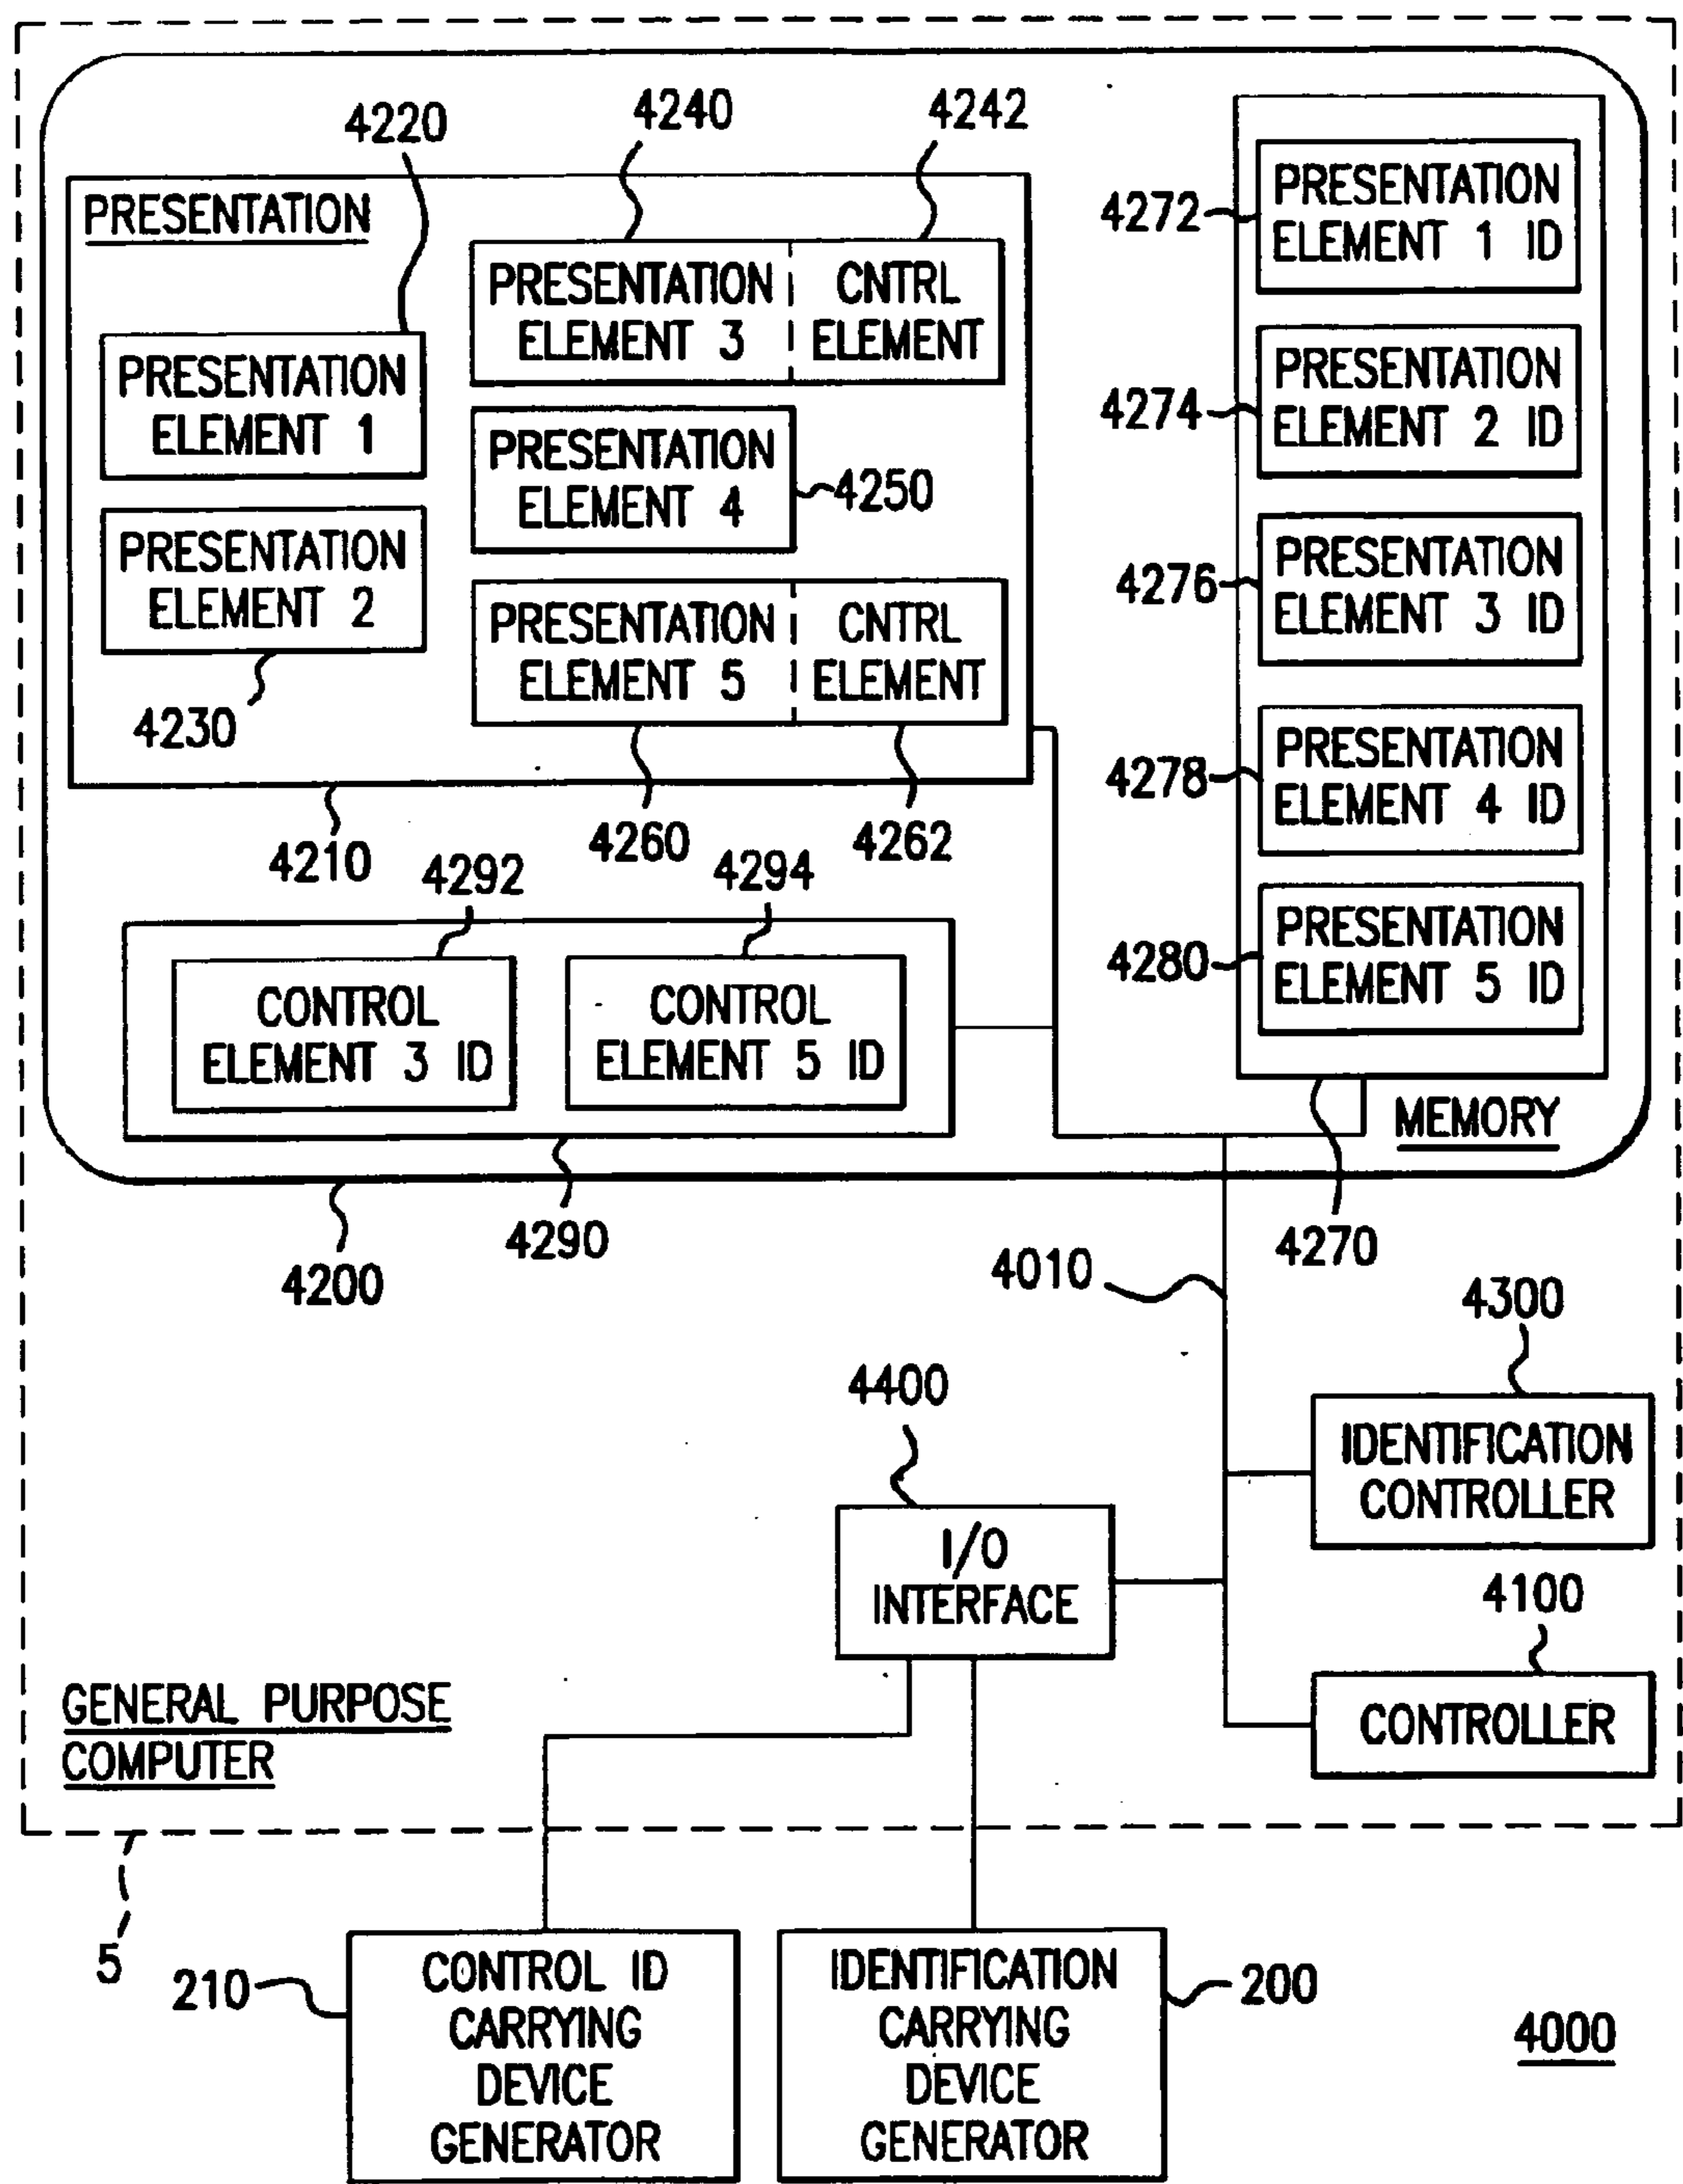 4220
4240
4242
PRESENTATION
PRESENTATION
ELEMENT 1
PRESENTATION
ELEMENT 2
4230
PRESENTATION
ELEMENT 3
CNTRL
ELEMENT
PRESENTATION
ELEMENT 4
4250
PRESENTATION
ELEMENT 5
CNTRL
ELEMENT
4210
4260
4262
4272
PRESENTATION
ELEMENT 1 ID
4274
PRESENTATION
ELEMENT 2 ID
4276
PRESENTATION
ELEMENT 3 ID
4278
PRESENTATION
ELEMENT 4 ID
4280
PRESENTATION
ELEMENT 5 ID
4292
4294
CONTROL
ELEMENT 3 ID
CONTROL
ELEMENT 5 ID
MEMORY
4200
4290
4270
4010
4300
IDENTIFICATION
CONTROLLER
4400
I/O
INTERFACE
4100
CONTROLLER
GENERAL PURPOSE
COMPUTER
5
210
CONTROL ID
CARRYING
DEVICE
GENERATOR
IDENTIFICATION
CARRYING
DEVICE
GENERATOR
200
4000